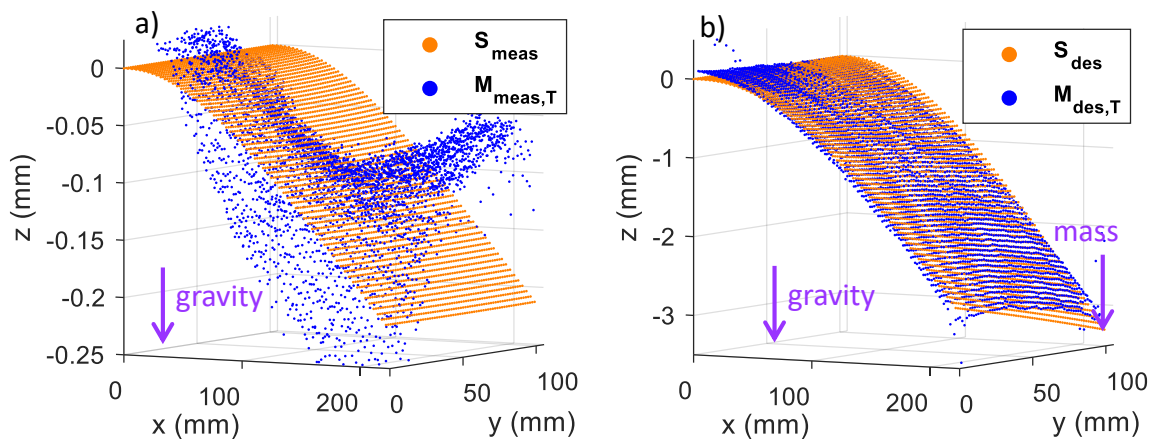 a)
S_meas
M_meas,T
0
-0.05
-0.1
-0.15
-0.2
-0.25
z (mm)
gravity
0
100
200
x (mm)
0
50
100
y (mm)
b)
S_des
M_des,T
0
-1
-2
-3
z (mm)
gravity
mass
0
100
200
x (mm)
0
50
100
y (mm)